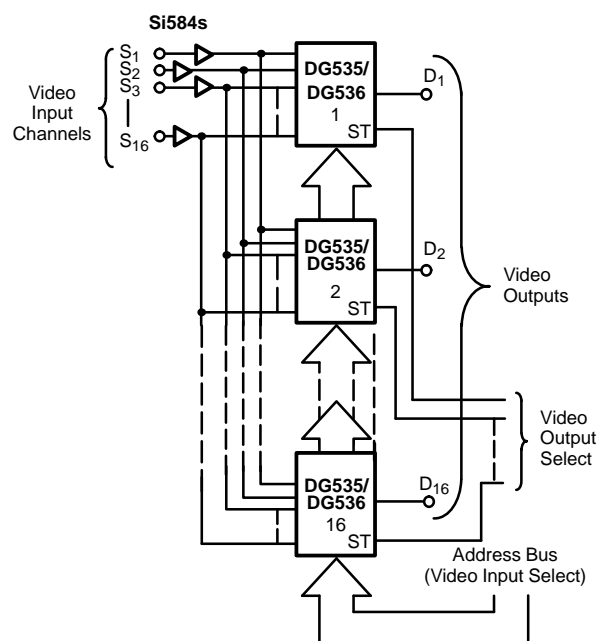 Si584s
S1
S2
S3
S16
Video
Input
Channels
DG535/
DG536
1
ST
D1
DG535/
DG536
2
ST
D2
Video
Outputs
Video
Output
Select
DG535/
DG536
16
ST
D16
Address Bus
(Video Input Select)